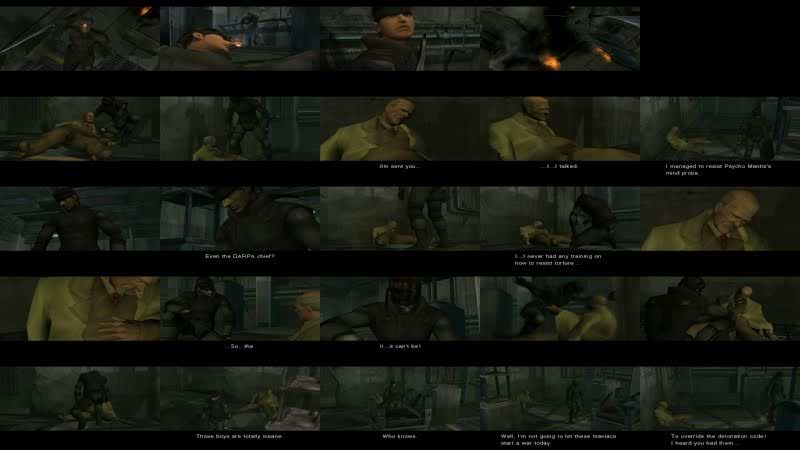 Jim sent you...
...I...I talked.
I managed to resist Psycho Mantis's
mind probe.
Even the DARPA chief?
I...I never had any training on
how to resist torture...
...So.. the
It...it can't be!
Those boys are totally insane.
Who knows.
Well, I'm not going to let these maniacs
start a war today.
To override the detonation code!
I heard you had them...